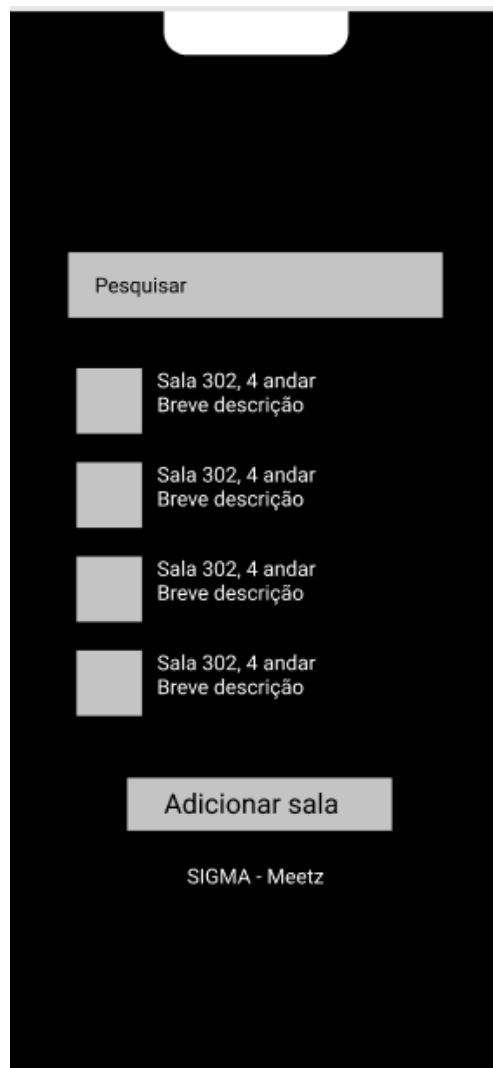 Pesquisar
Sala 302, 4 andar
Breve descrição
Sala 302, 4 andar
Breve descrição
Sala 302, 4 andar
Breve descrição
Sala 302, 4 andar
Breve descrição
Adicionar sala
SIGMA - Meetz